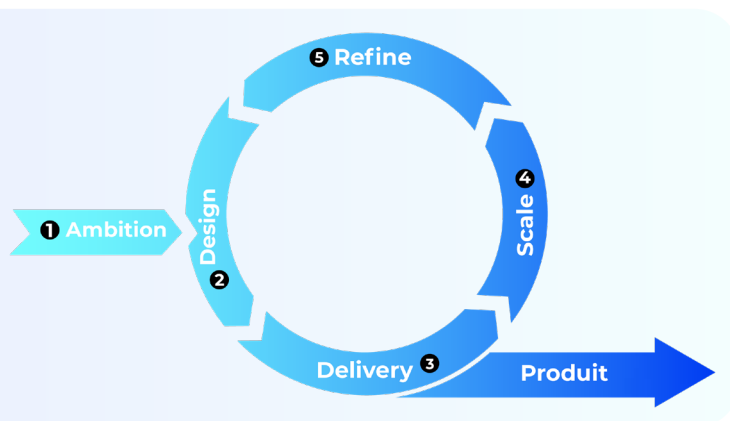 ❺ Refine
❹ Scale
❶ Ambition
Design
❷
Delivery ❸
Produit